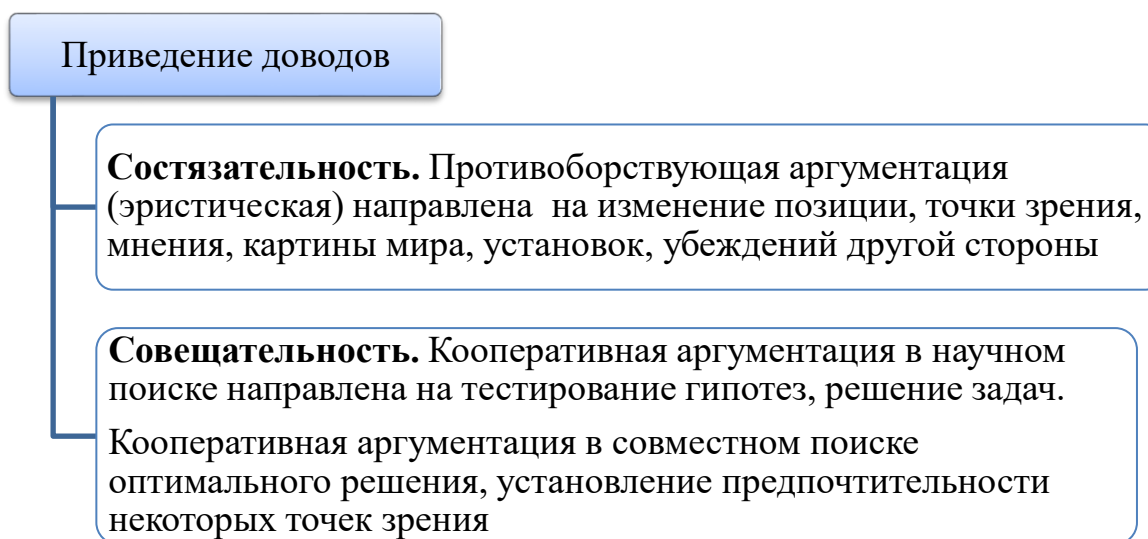 Приведение доводов
Состязательность. Противоборствующая аргументация
(эристическая) направлена  на изменение позиции, точки зрения,
мнения, картины мира, установок, убеждений другой стороны
Совещательность. Кооперативная аргументация в научном
поиске направлена на тестирование гипотез, решение задач.
Кооперативная аргументация в совместном поиске
оптимального решения, установление предпочтительности
некоторых точек зрения